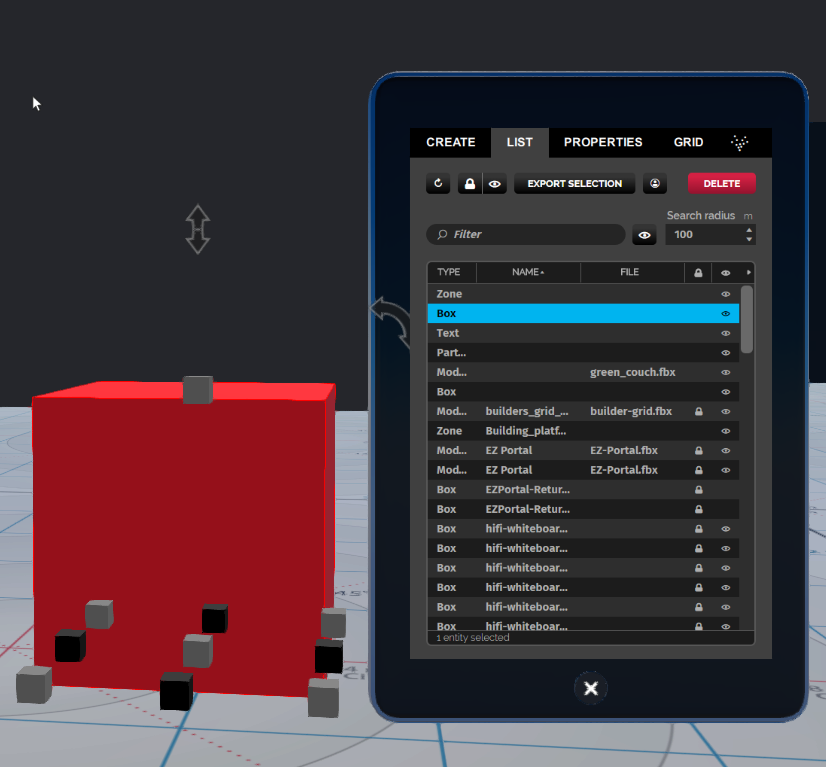 CREATE LIST PROPERTIES GRID
EXPORT SELECTION DELETE
Search radius m
Filter 100
TYPE NAME FILE
Zone
Box
Text
Part...
Mod... green_couch.fbx
Box
Mod... builders_grid_... builder-grid.fbx
Zone Building_platf...
Mod... EZ Portal EZ-Portal.fbx
Mod... EZ Portal EZ-Portal.fbx
Box EZPortal-Retur...
Box EZPortal-Retur...
Box hifi-whiteboar...
Box hifi-whiteboar...
Box hifi-whiteboar...
Box hifi-whiteboar...
Box hifi-whiteboar...
Box hifi-whiteboar...
1 entity selected